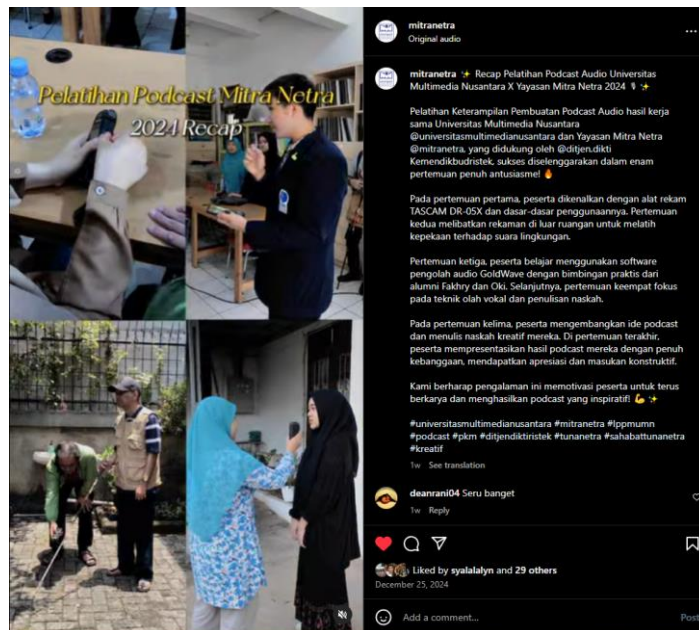 Pelatihan Podcast Mitra Netra
2024 Recap
mitranetra
Original audio
mitranetra ✨ Recap Pelatihan Podcast Audio Universitas
Multimedia Nusantara X Yayasan Mitra Netra 2024 🎙 ✨
Pelatihan Keterampilan Pembuatan Podcast Audio hasil kerja
sama Universitas Multimedia Nusantara
@universitasmultimedianusantara dan Yayasan Mitra Netra
@mitranetra, yang didukung oleh @ditjen.dikti
Kemendikbudristek, sukses diselenggarakan dalam enam
pertemuan penuh antusiasme! 🔥
Pada pertemuan pertama, peserta dikenalkan dengan alat rekam
TASCAM DR-05X dan dasar-dasar penggunaannya. Pertemuan
kedua melibatkan rekaman di luar ruangan untuk melatih
kepekaan terhadap suara lingkungan.
Pertemuan ketiga, peserta belajar menggunakan software
pengolah audio GoldWave dengan bimbingan praktis dari
alumni Fakhry dan Oki. Selanjutnya, pertemuan keempat fokus
pada teknik olah vokal dan penulisan naskah.
Pada pertemuan kelima, peserta mengembangkan ide podcast
dan menulis naskah kreatif mereka. Di pertemuan terakhir,
peserta mempresentasikan hasil podcast mereka dengan penuh
kebanggaan, mendapatkan apresiasi dan masukan konstruktif.
Kami berharap pengalaman ini memotivasi peserta untuk terus
berkarya dan menghasilkan podcast yang inspiratif! 💪 ✨
#universitasmultimedianusantara #mitranetra #lppmumn
#podcast #pkm #ditjendiktiristek #tunanetra #sahabattunanetra
#kreatif
1w See translation
deanrani04 Seru banget
1w Reply
Liked by syalalalyn and 29 others
December 25, 2024
Add a comment...
Post